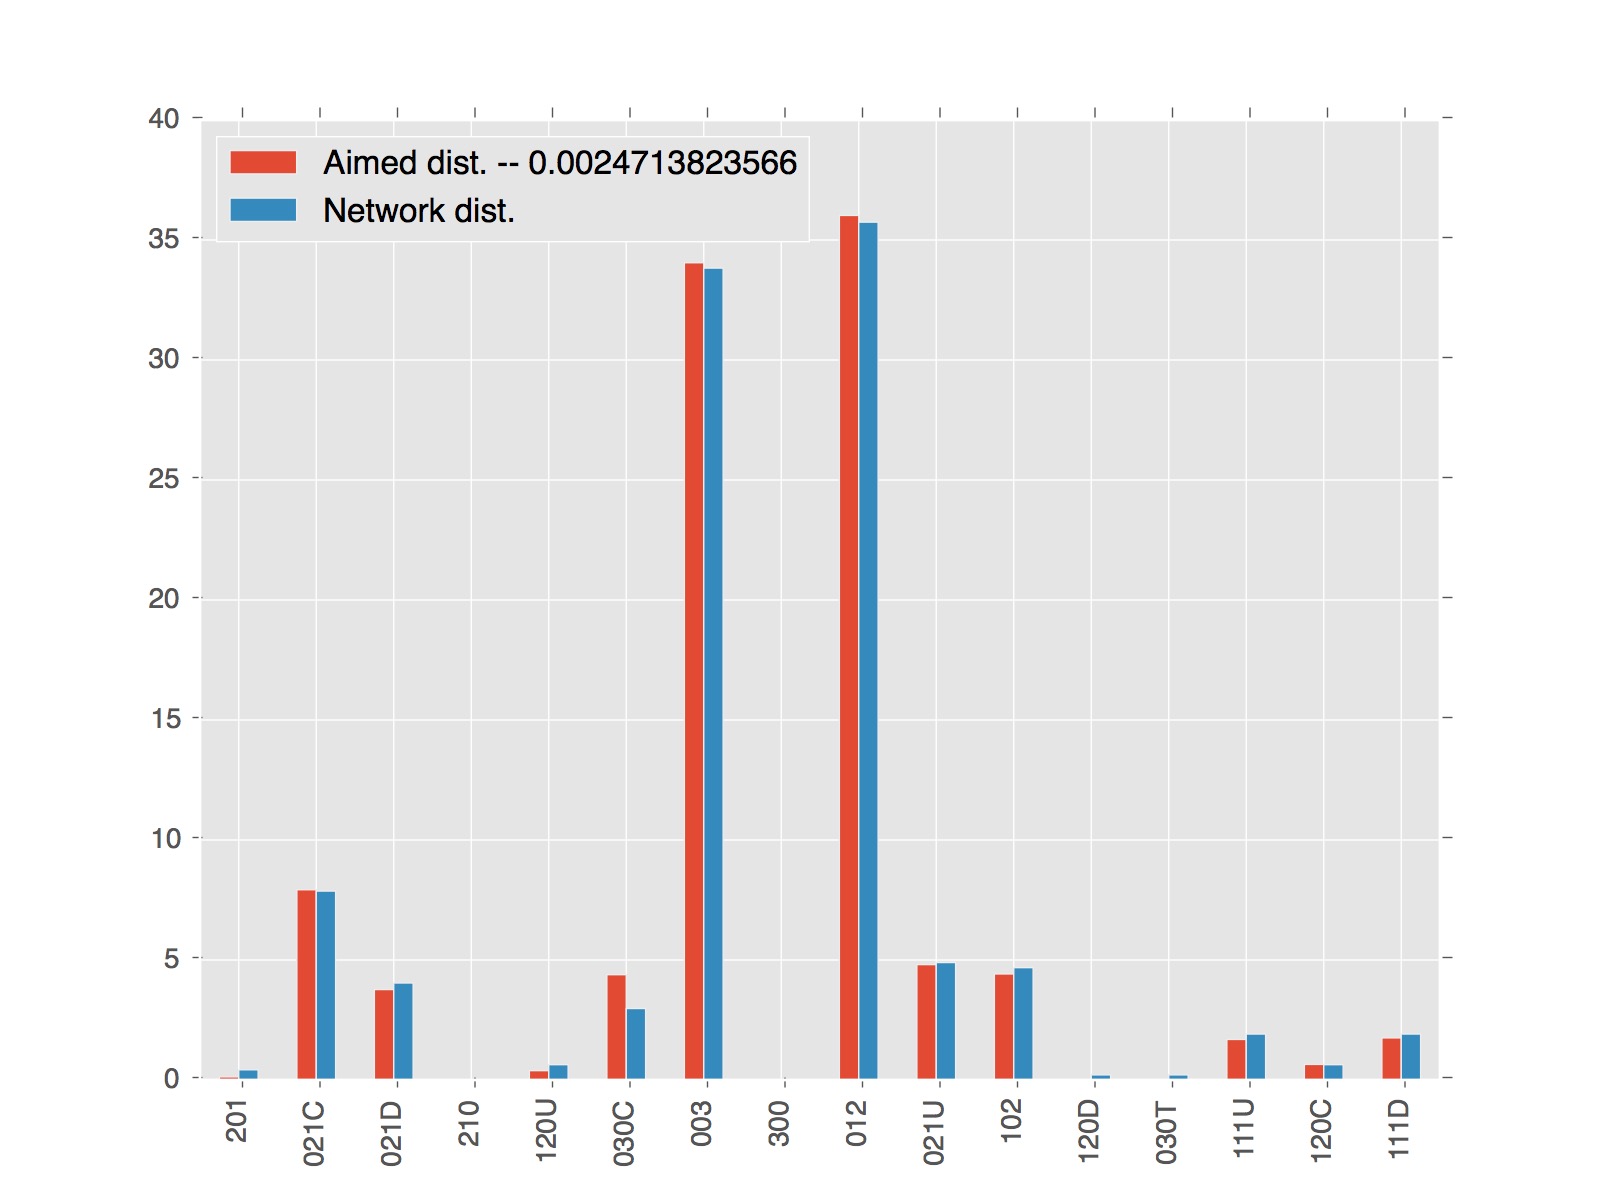 40
35
30
25
20
15
10
5
0
Aimed dist. -- 0.0024713823566
Network dist.
201
021C
021D
210
120U
030C
003
300
012
021U
102
120D
030T
111U
120C
111D